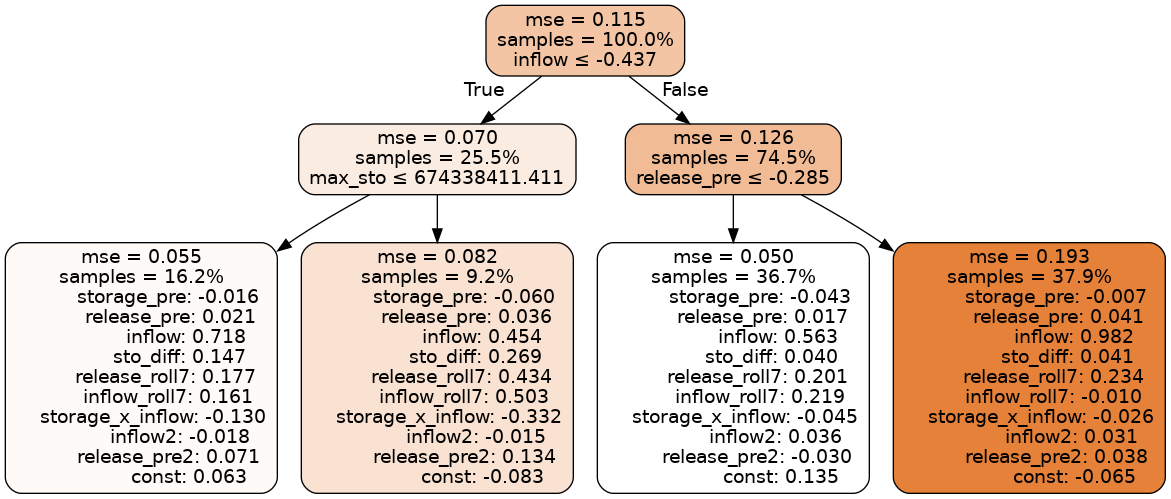 mse = 0.115
samples = 100.0%
inflow ≤ -0.437
True
False
mse = 0.070
samples = 25.5%
max_sto ≤ 674338411.411
mse = 0.126
samples = 74.5%
release_pre ≤ -0.285
mse = 0.055
samples = 16.2%
storage_pre: -0.016
release_pre: 0.021
inflow: 0.718
sto_diff: 0.147
release_roll7: 0.177
inflow_roll7: 0.161
storage_x_inflow: -0.130
inflow2: -0.018
release_pre2: 0.071
const: 0.063
mse = 0.082
samples = 9.2%
storage_pre: -0.060
release_pre: 0.036
inflow: 0.454
sto_diff: 0.269
release_roll7: 0.434
inflow_roll7: 0.503
storage_x_inflow: -0.332
inflow2: -0.015
release_pre2: 0.134
const: -0.083
mse = 0.050
samples = 36.7%
storage_pre: -0.043
release_pre: 0.017
inflow: 0.563
sto_diff: 0.040
release_roll7: 0.201
inflow_roll7: 0.219
storage_x_inflow: -0.045
inflow2: 0.036
release_pre2: -0.030
const: 0.135
mse = 0.193
samples = 37.9%
storage_pre: -0.007
release_pre: 0.041
inflow: 0.982
sto_diff: 0.041
release_roll7: 0.234
inflow_roll7: -0.010
storage_x_inflow: -0.026
inflow2: 0.031
release_pre2: 0.038
const: -0.065